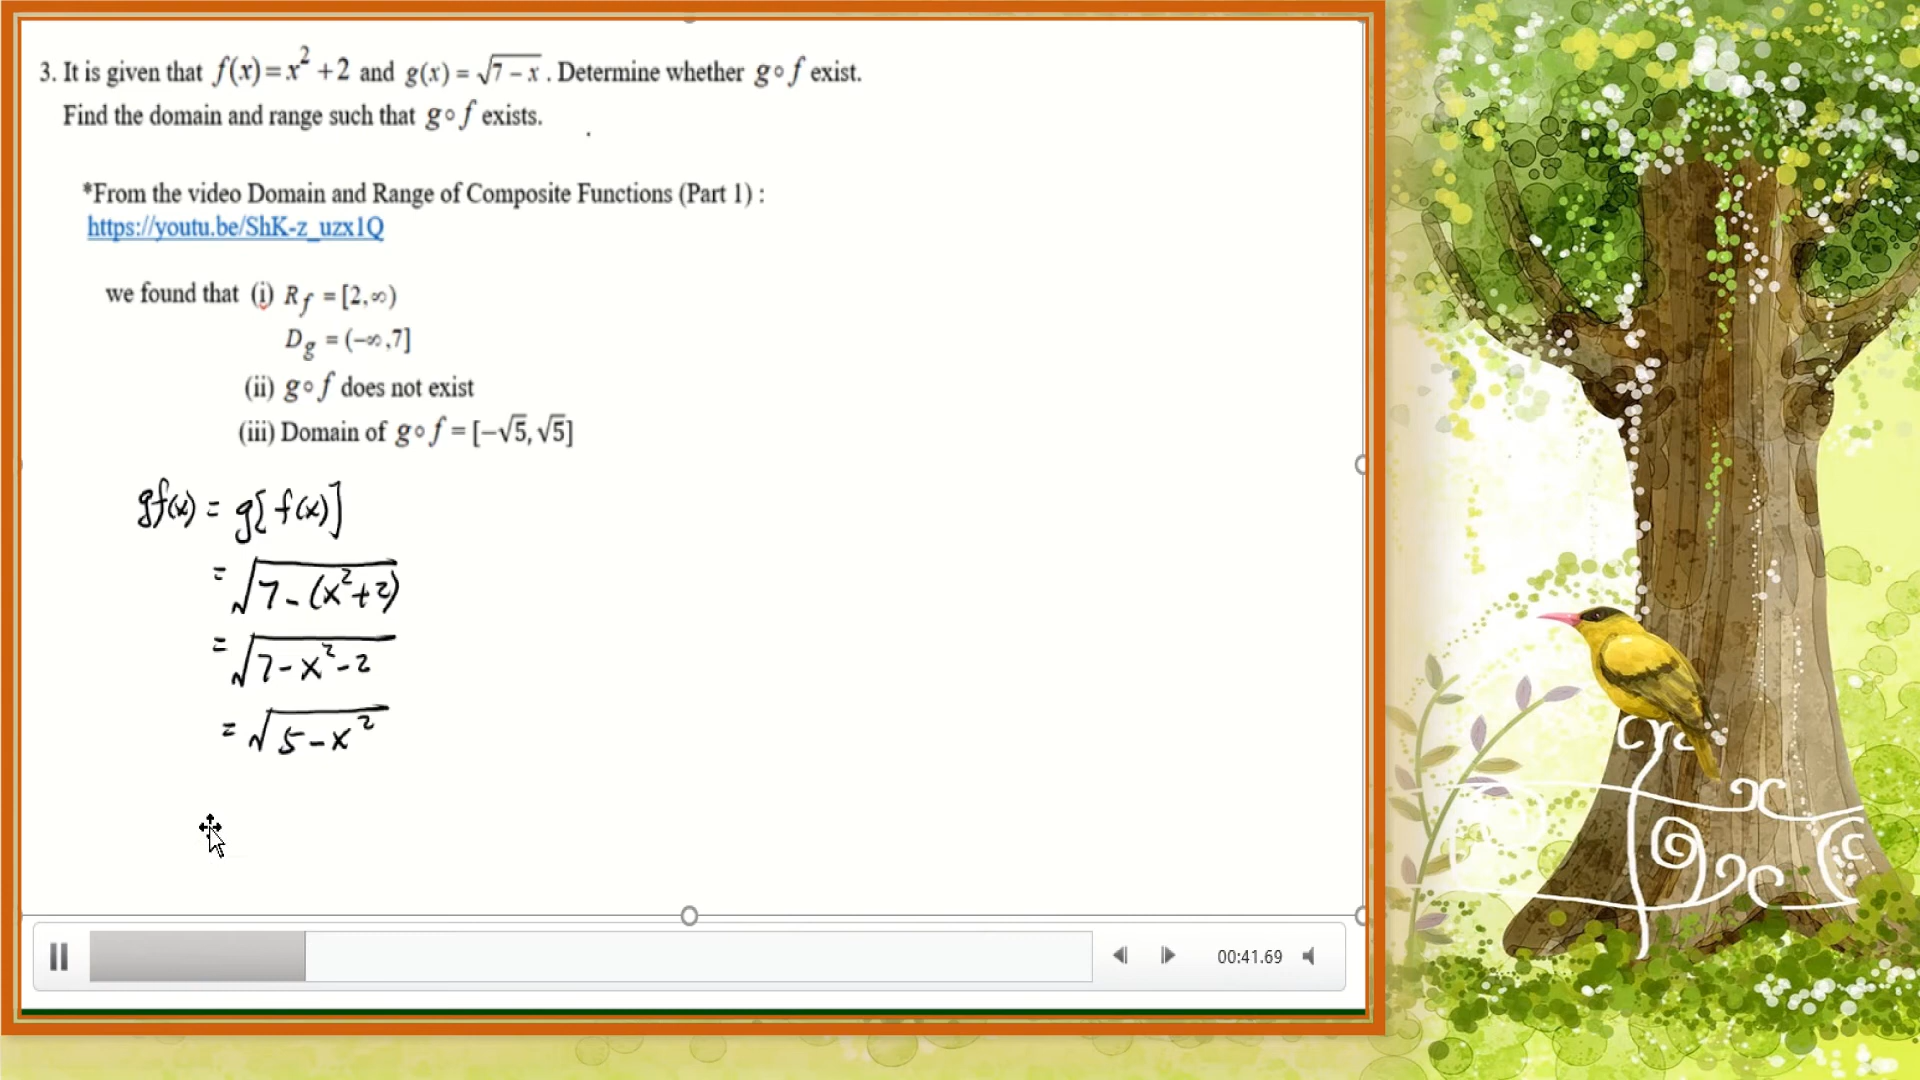 3. It is given that f(x)=x²+2 and g(x)=√(7−x). Determine whether g∘f exist.
Find the domain and range such that g∘f exists.
*From the video Domain and Range of Composite Functions (Part 1) :
https://youtu.be/ShK-z_uzx1Q
we found that (i) R_f = [2,∞)
D_g = (−∞,7]
(ii) g∘f does not exist
(iii) Domain of g∘f = [−√5,√5]
gf(x) = g[f(x)]
= √(7-(x²+2))
= √(7-x²-2)
= √(5-x²)
00:41.69